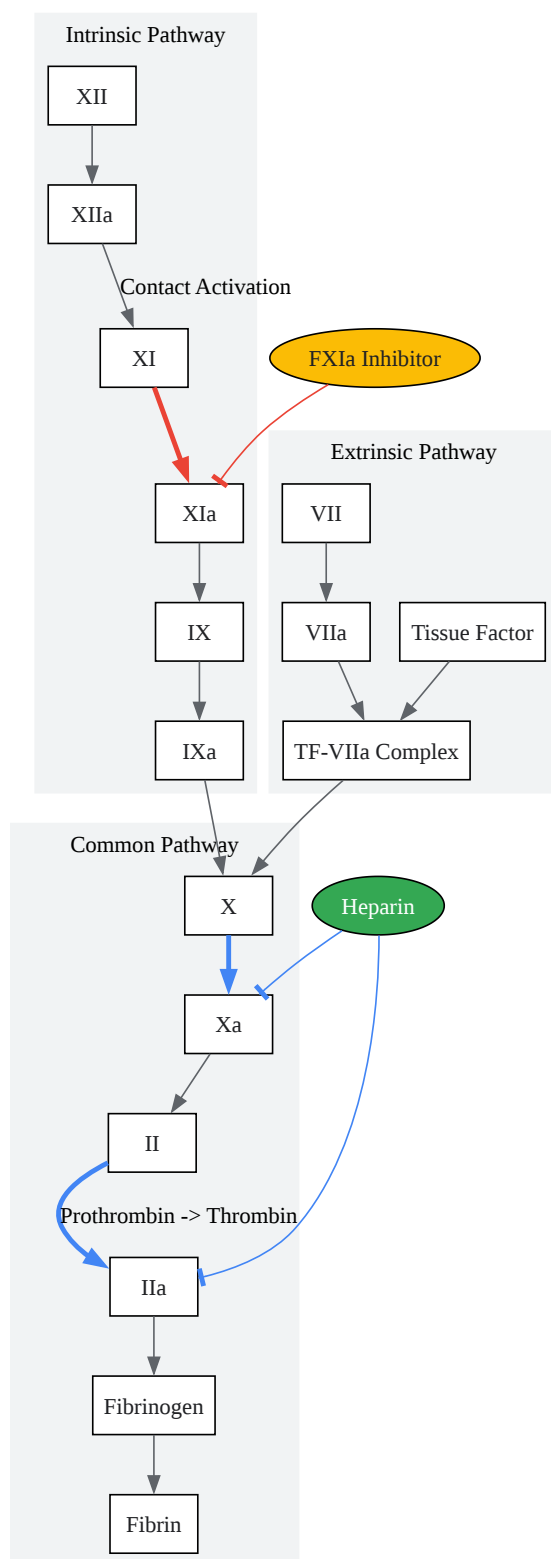 Intrinsic Pathway
XII
XIIa
Contact Activation
XI
FXIa Inhibitor
Extrinsic Pathway
XIa
VII
IX
VIIa
Tissue Factor
IXa
TF-VIIa Complex
Common Pathway
X
Heparin
Xa
II
Prothrombin -> Thrombin
IIa
Fibrinogen
Fibrin